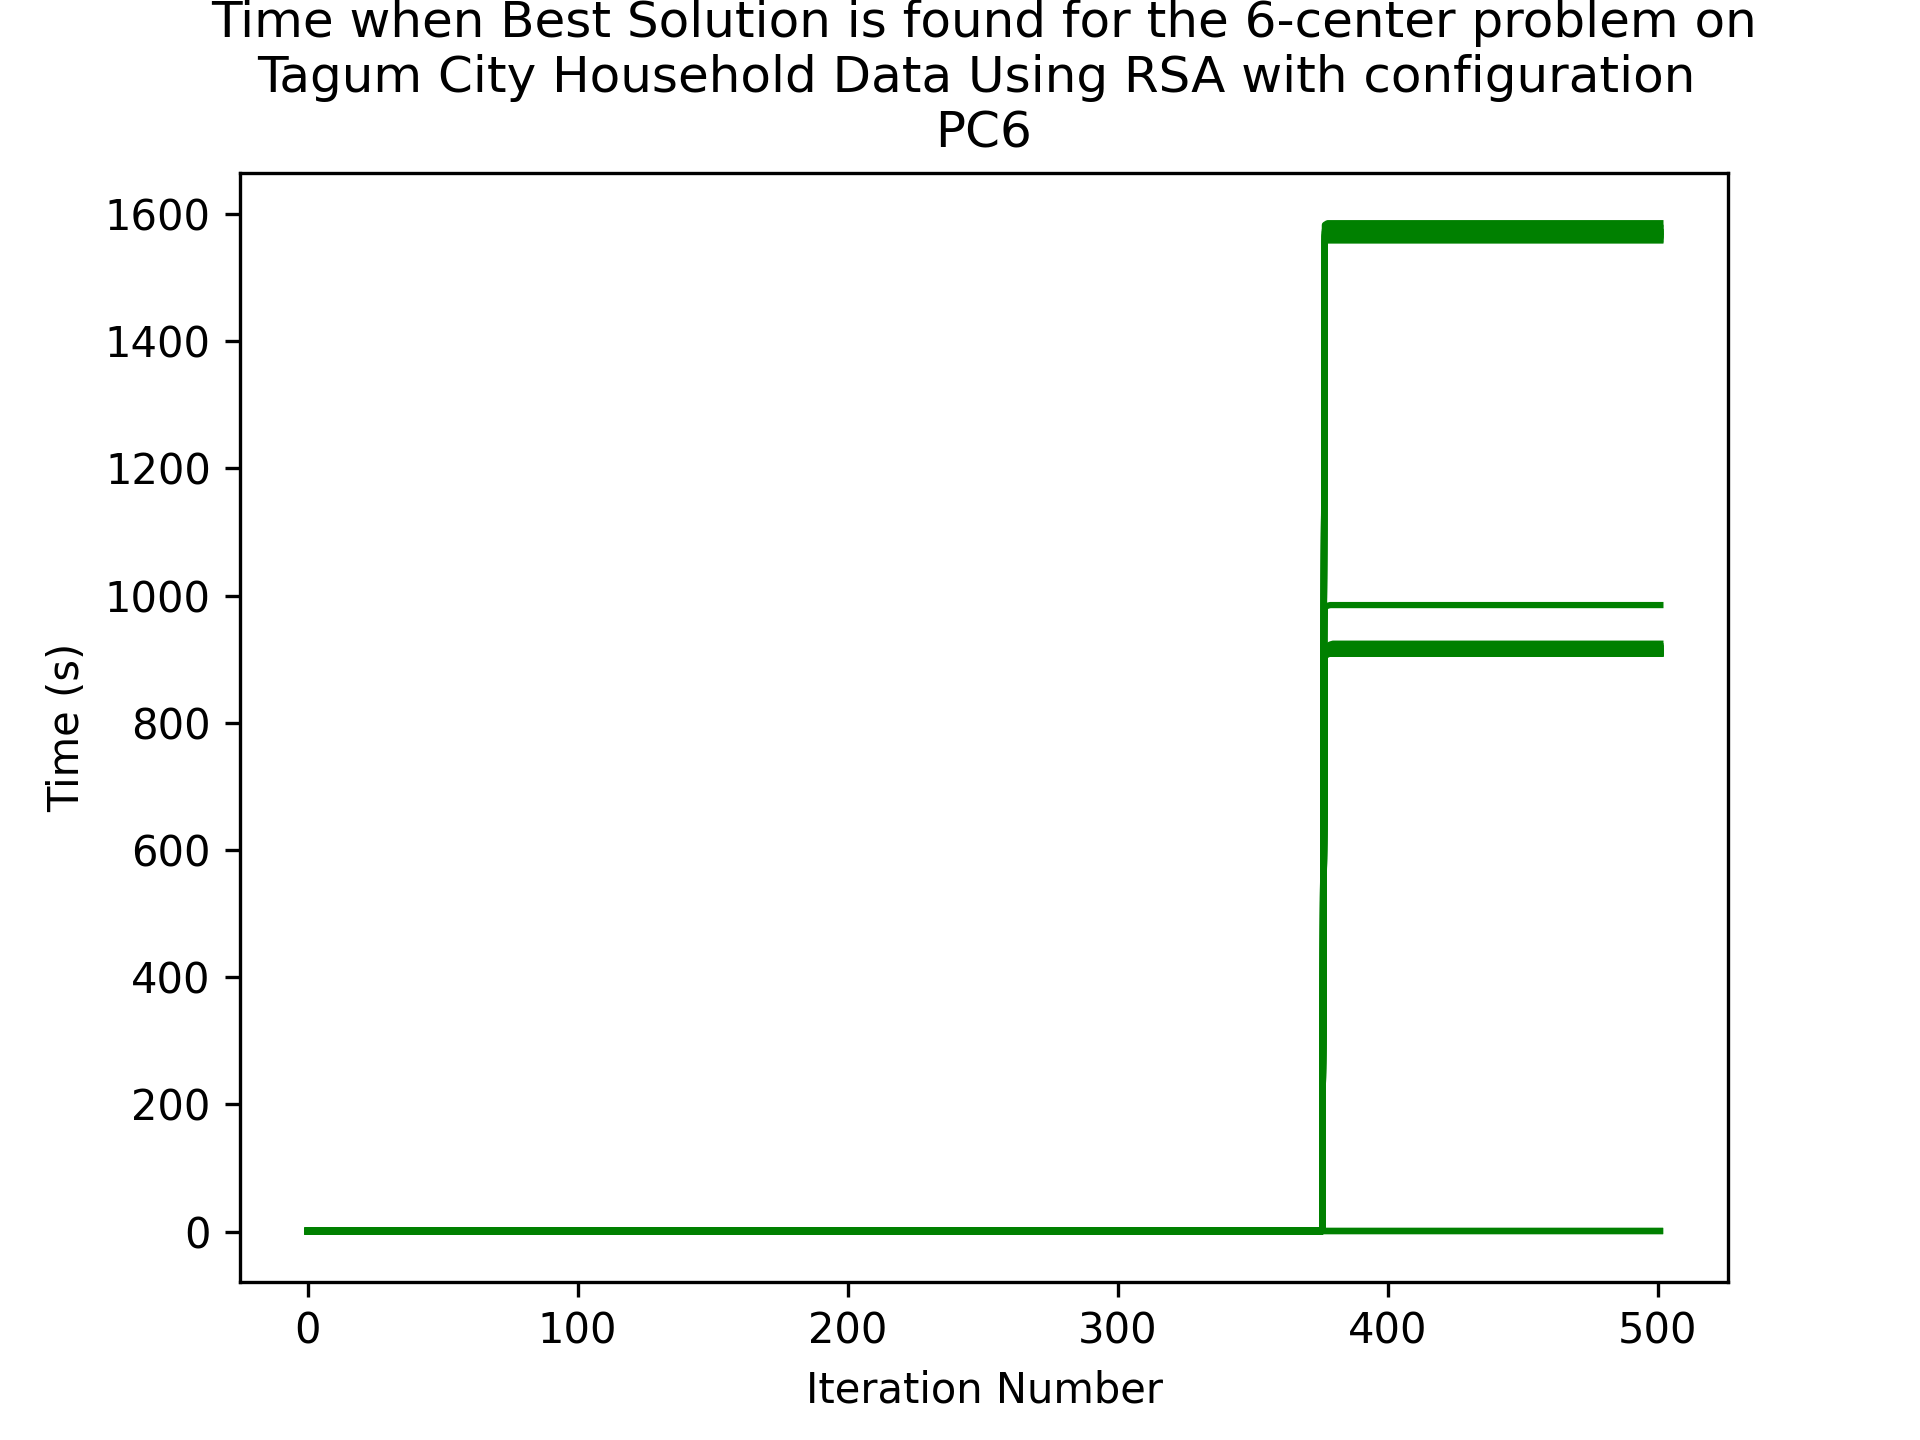 Time when Best Solution is found for the 6-center problem on
Tagum City Household Data Using RSA with configuration
PC6
1600
1400
1200
1000
800
600
400
200
0
Time (s)
0 100 200 300 400 500
Iteration Number